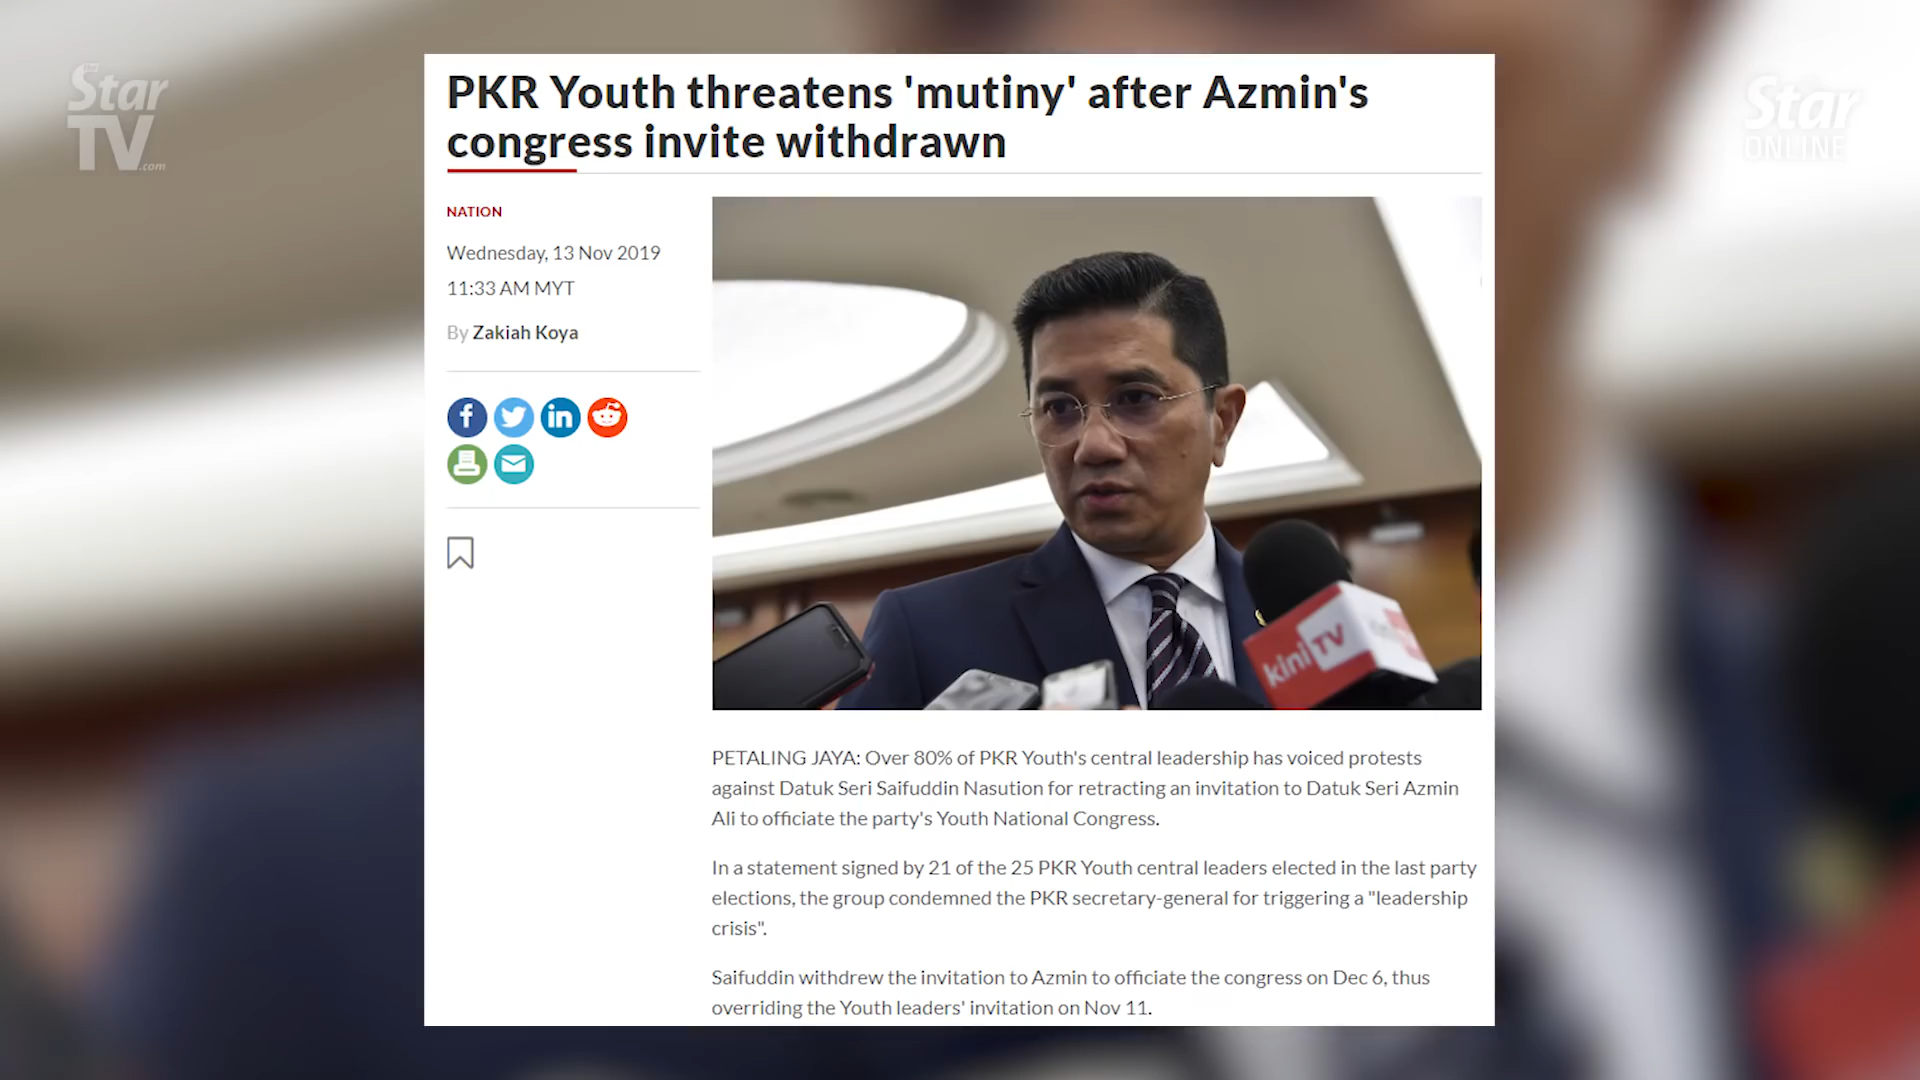 the
Star
TV
.com
Star
ONLINE
PKR Youth threatens 'mutiny' after Azmin's
congress invite withdrawn
NATION
Wednesday, 13 Nov 2019
11:33 AM MYT
By Zakiah Koya
f
in
kini TV
PETALING JAYA: Over 80% of PKR Youth's central leadership has voiced protests
against Datuk Seri Saifuddin Nasution for retracting an invitation to Datuk Seri Azmin
Ali to officiate the party's Youth National Congress.
In a statement signed by 21 of the 25 PKR Youth central leaders elected in the last party
elections, the group condemned the PKR secretary-general for triggering a "leadership
crisis".
Saifuddin withdrew the invitation to Azmin to officiate the congress on Dec 6, thus
overriding the Youth leaders' invitation on Nov 11.